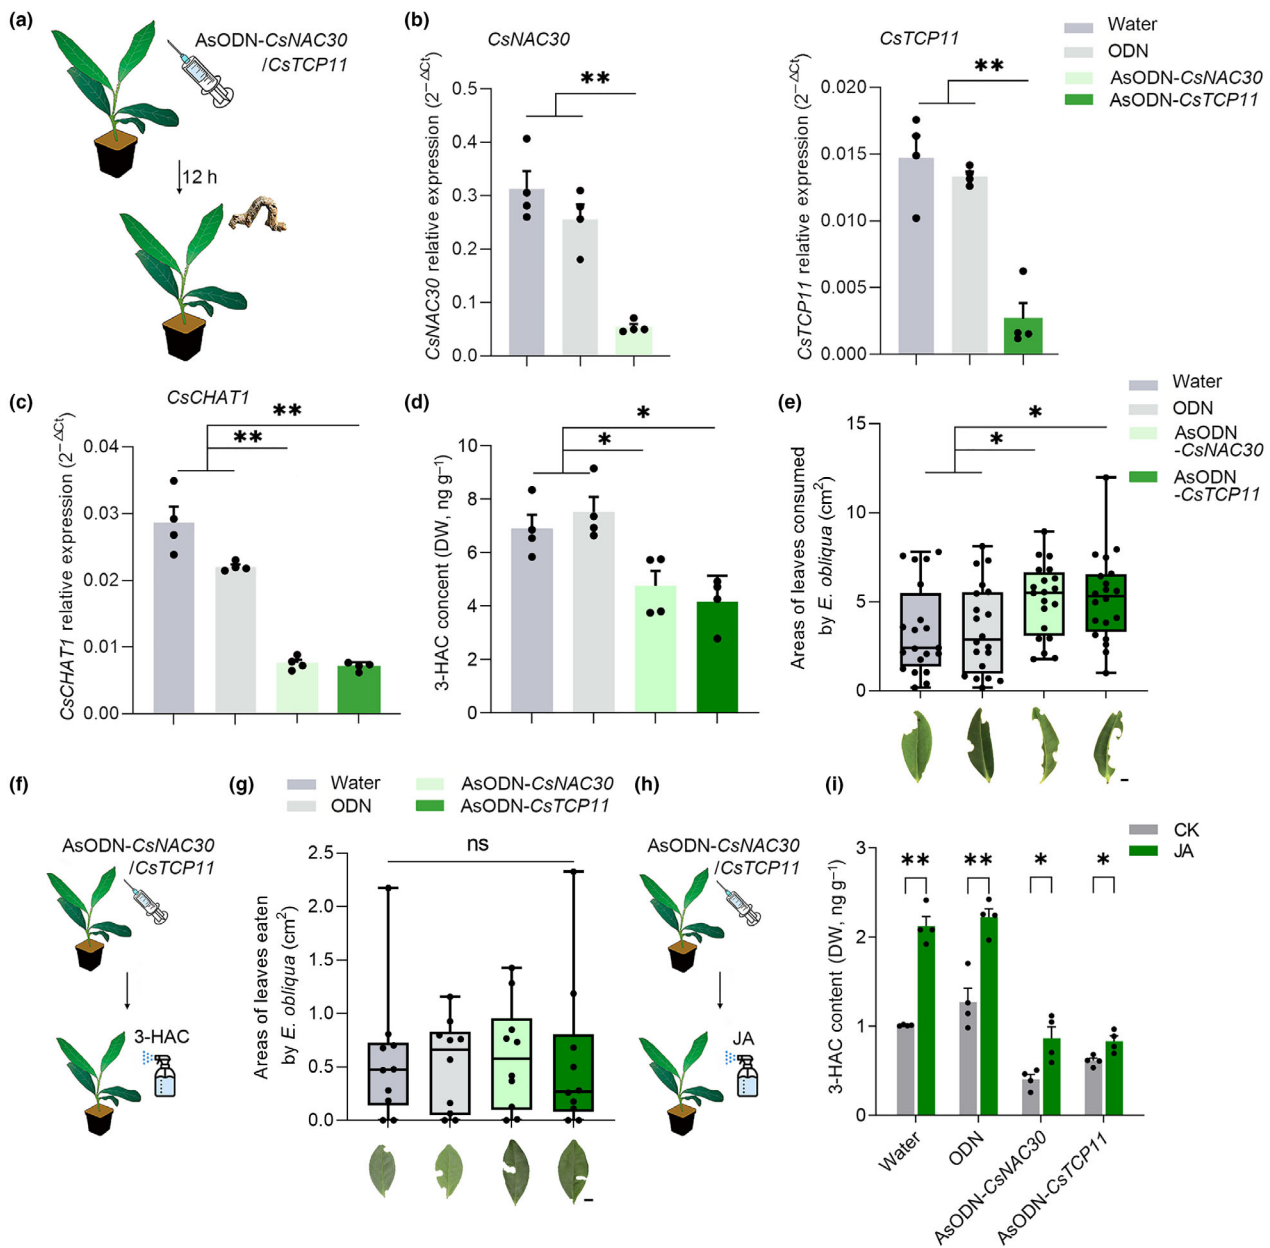 (a)
AsODN-CsNAC30
/CsTCP11
12 h
(b)
CsNAC30
CsNAC30 relative expression (2−ΔCt)
0.5
0.4
0.3
0.2
0.1
0.0
**
CsTCP11
CsTCP11 relative expression (2−ΔCt)
0.020
0.015
0.010
0.005
0.000
**
Water
ODN
AsODN-CsNAC30
AsODN-CsTCP11
(c)
CsCHAT1
CsCHAT1 relative expression (2−ΔCt)
0.04
0.03
0.02
0.01
0.00
**
**
(d)
3-HAC concent (DW, ng g−1)
10
8
6
4
2
0
*
*
(e)
Areas of leaves consumed
by E. obliqua (cm2)
15
10
5
0
*
*
Water
ODN
AsODN
-CsNAC30
AsODN
-CsTCP11
(f)
AsODN-CsNAC30
/CsTCP11
3-HAC
(g)
Water
ODN
AsODN-CsNAC30
AsODN-CsTCP11
Areas of leaves eaten
by E. obliqua (cm2)
2.5
2.0
1.5
1.0
0.5
0.0
ns
(h)
AsODN-CsNAC30
/CsTCP11
JA
(i)
CK
JA
3-HAC content (DW, ng g−1)
3
2
1
0
**
**
*
*
Water
ODN
AsODN-CsNAC30
AsODN-CsTCP11